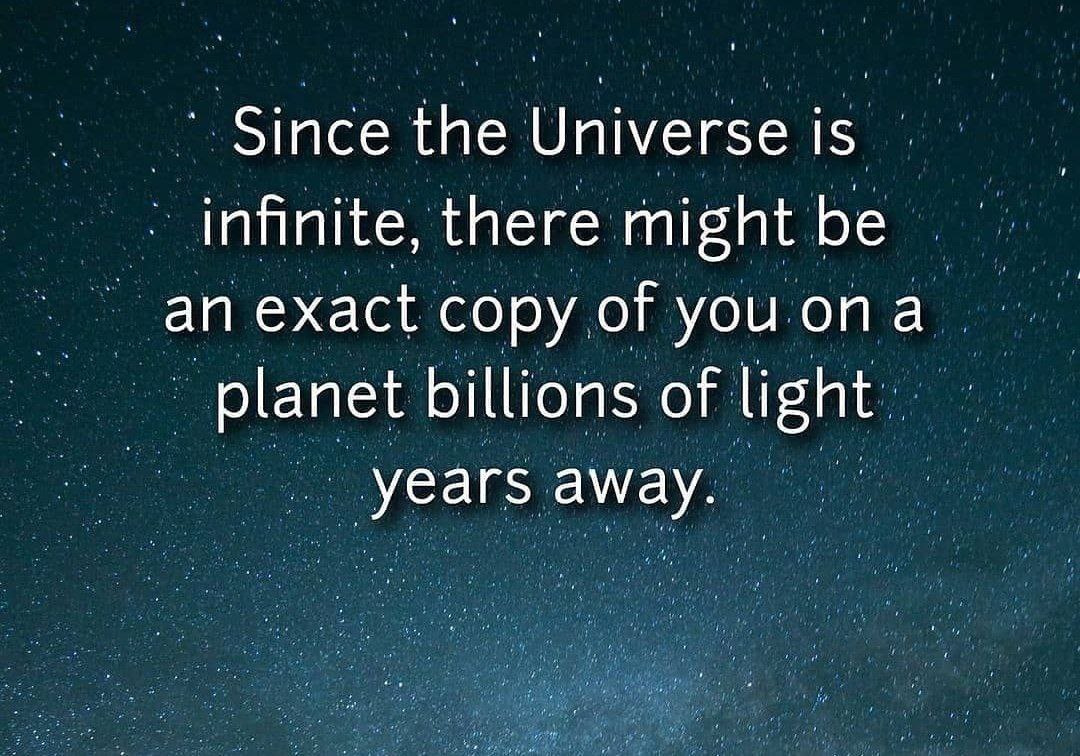 Since the Universe is
infinite, there might be
an exact copy of you on a
planet billions of light
years away.